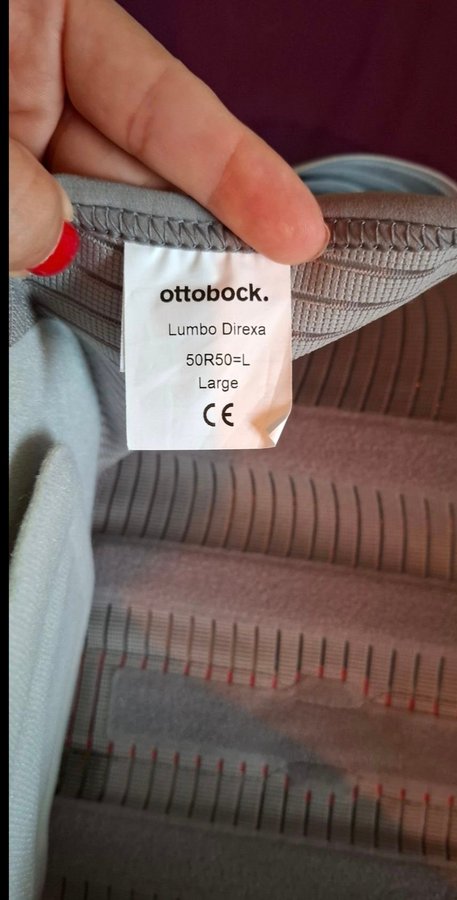 ottobock.
Lumbo Direxa
50R50=L
Large
CE